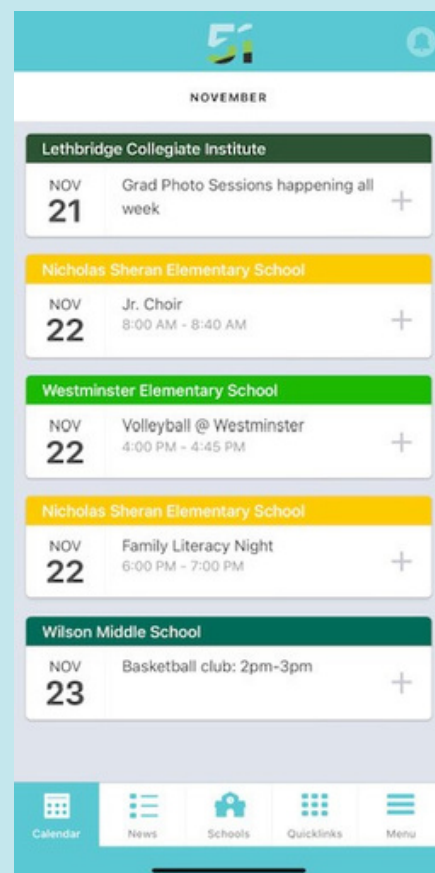 51
NOVEMBER
Lethbridge Collegiate Institute
NOV
21
Grad Photo Sessions happening all
week
Nicholas Sheran Elementary School
NOV
22
Jr. Choir
8:00 AM - 8:40 AM
Westminster Elementary School
NOV
22
Volleyball @ Westminster
4:00 PM - 4:45 PM
Nicholas Sheran Elementary School
NOV
22
Family Literacy Night
6:00 PM - 7:00 PM
Wilson Middle School
NOV
23
Basketball club: 2pm-3pm
Calendar
News
Schools
Quicklinks
Menu